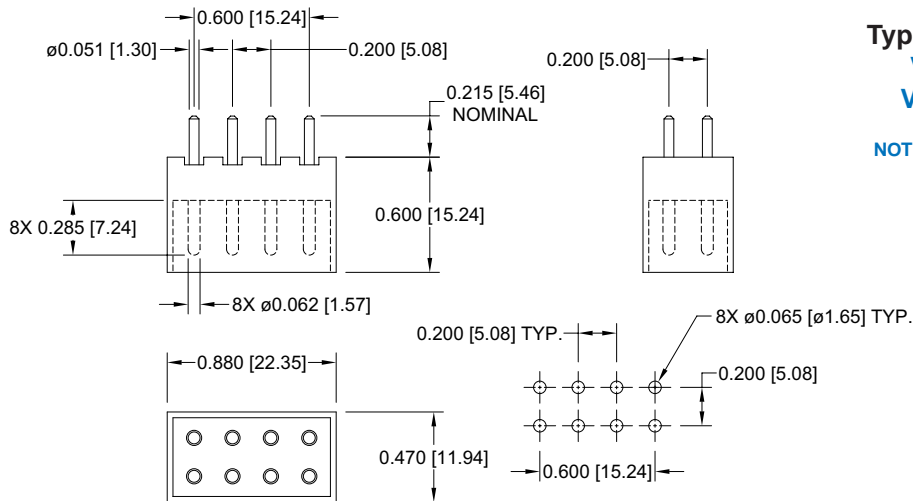 0.600 [15.24]
ø0.051 [1.30]
0.200 [5.08]
0.215 [5.46]
NOMINAL
8X 0.285 [7.24]
0.600 [15.24]
8X ø0.062 [1.57]
0.200 [5.08]
Typ
V
NOT
0.880 [22.35]
0.470 [11.94]
0.200 [5.08] TYP.
8X ø0.065 [ø1.65] TYP.
0.200 [5.08]
0.600 [15.24]